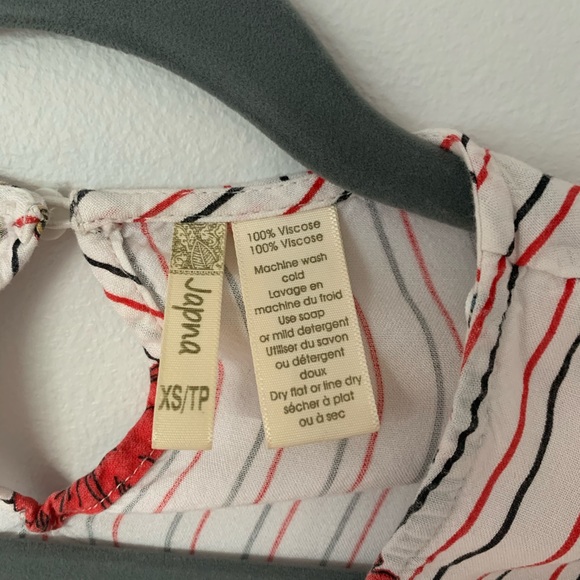 Japna
XS/TP
100% Viscose
100% Viscose
Machine wash
cold
Lavage en
machine du froid
Use soap
or mild detergent
Utiliser du savon
ou détergent
doux
Dry flat or line dry
sécher à plat
ou à sec